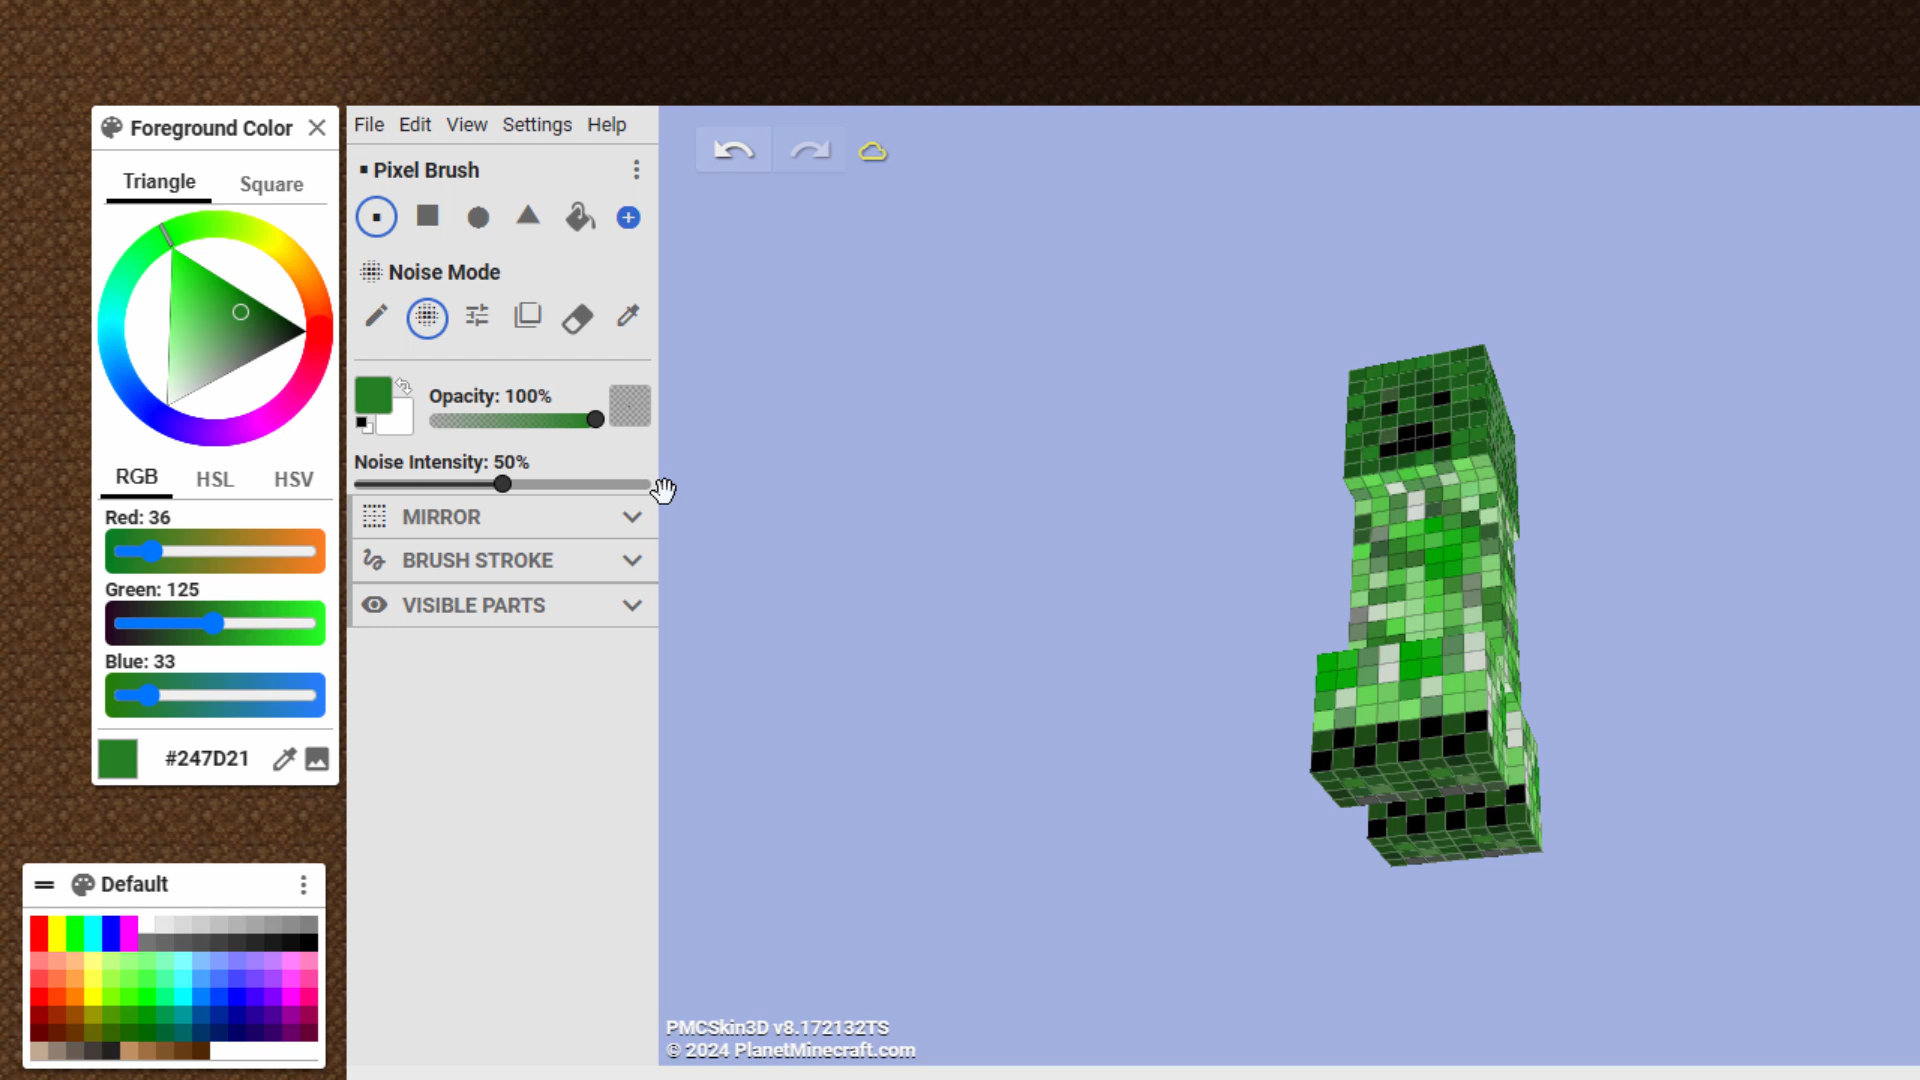 Foreground Color
Triangle
Square
RGB
HSL
HSV
Red: 36
Green: 125
Blue: 33
#247D21
Default
File
Edit
View
Settings
Help
Pixel Brush
Noise Mode
Opacity: 100%
Noise Intensity: 50%
MIRROR
BRUSH STROKE
VISIBLE PARTS
PMCSkin3D v8.172132TS
© 2024 PlanetMinecraft.com